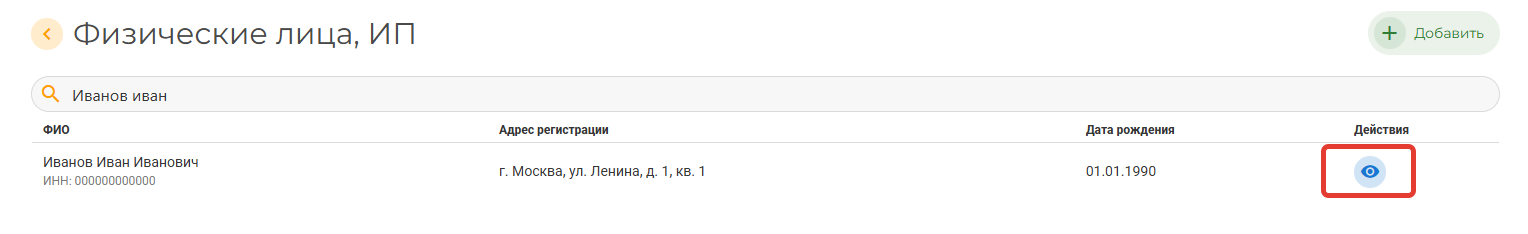 Физические лица, ИП
Добавить
Иванов иван
ФИО Адрес регистрации Дата рождения Действия
Иванов Иван Иванович
ИНН: 000000000000
г. Москва, ул. Ленина, д. 1, кв. 1
01.01.1990